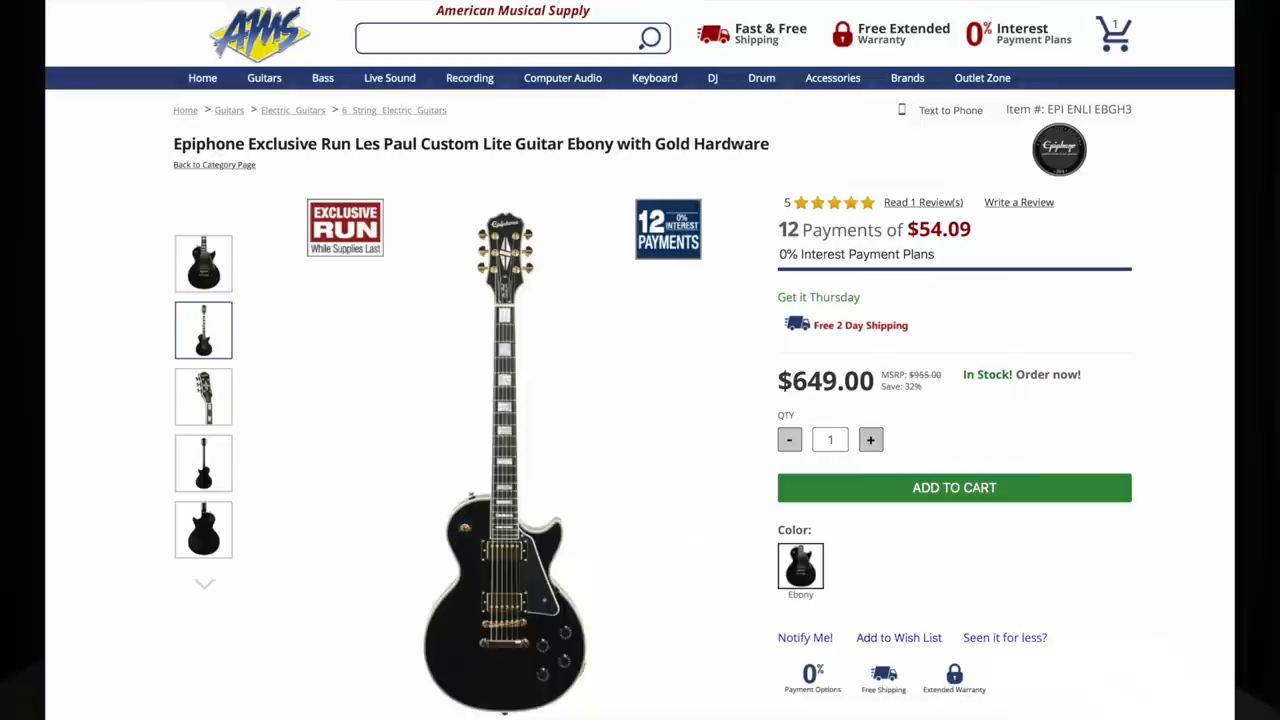 American Musical Supply
AMS
Fast & Free
Shipping
Free Extended
Warranty
0%
Interest
Payment Plans
1
Home Guitars Bass Live Sound Recording Computer Audio Keyboard DJ Drum Accessories Brands Outlet Zone
Home > Guitars > Electric Guitars > 6 String Electric Guitars
Text to Phone
Item #: EPI ENLI EBGH3
Epiphone Exclusive Run Les Paul Custom Lite Guitar Ebony with Gold Hardware
Epiphone
Back to Category Page
EXCLUSIVE
RUN
While Supplies Last
12 0%
INTEREST
PAYMENTS
Epiphone
5 Read 1 Review(s) Write a Review
12 Payments of $54.09
0% Interest Payment Plans
Get it Thursday
Free 2 Day Shipping
$649.00
MSRP: $955.00
Save: 32%
In Stock! Order now!
QTY
- 1 +
ADD TO CART
Color:
Ebony
Notify Me! Add to Wish List Seen it for less?
0%
Payment Options Free Shipping Extended Warranty